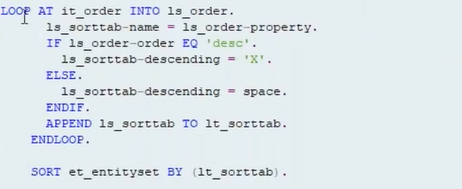 LOOP AT it_order INTO ls_order.
ls_sorttab-name = ls_order-property.
IF ls_order-order EQ 'desc'.
ls_sorttab-descending = 'X'.
ELSE.
ls_sorttab-descending = space.
ENDIF.
APPEND ls_sorttab TO lt_sorttab.
ENDLOOP.
SORT et_entityset BY (lt_sorttab).